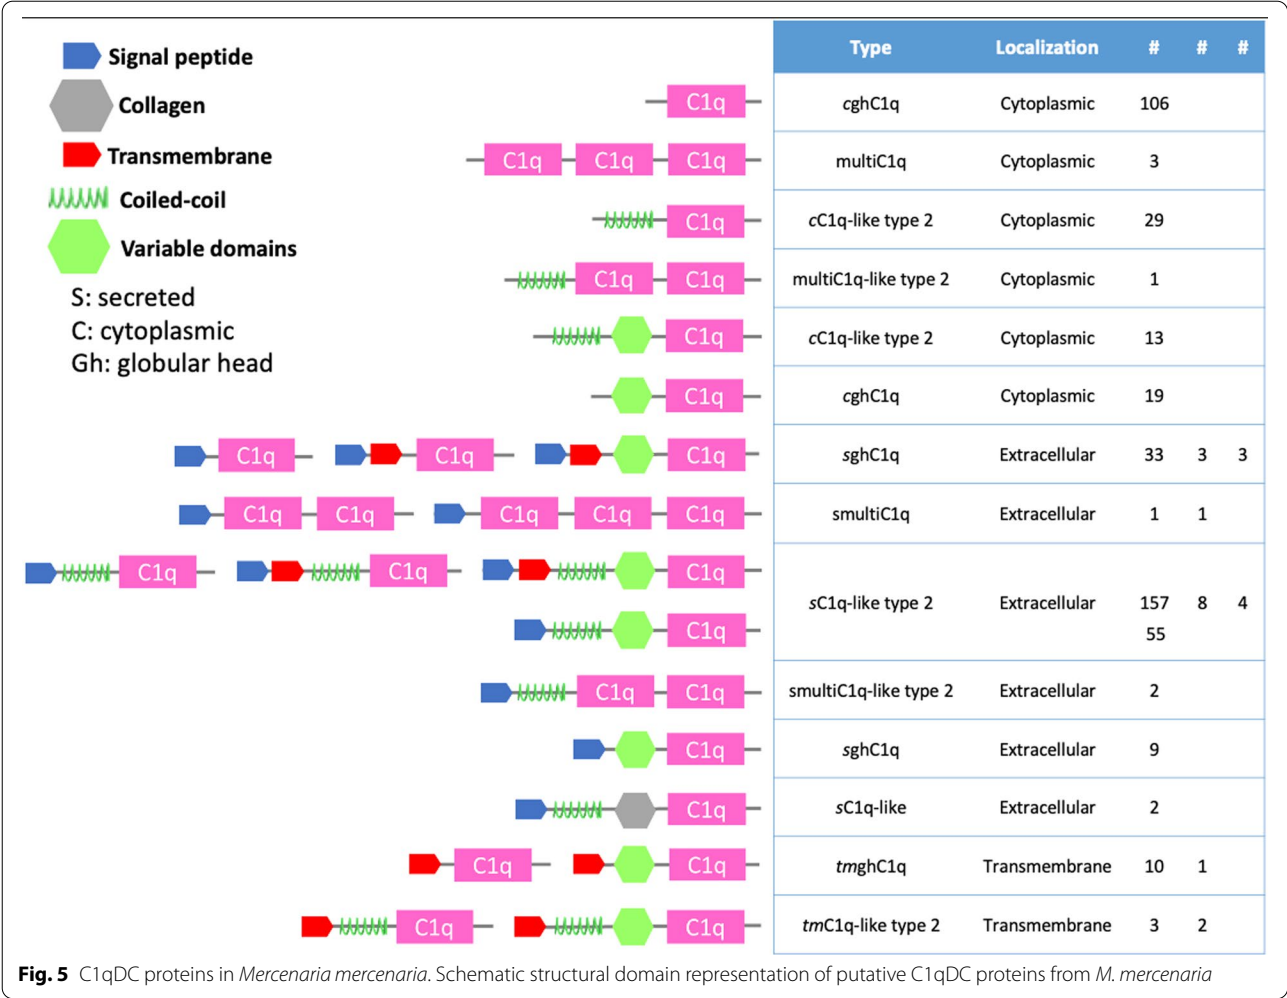 Signal peptide
Collagen
Transmembrane
Coiled-coil
Variable domains
S: secreted
C: cytoplasmic
Gh: globular head
Type Localization # # #
C1q cghC1q Cytoplasmic 106
C1q C1q C1q multiC1q Cytoplasmic 3
C1q cC1q-like type 2 Cytoplasmic 29
C1q C1q multiC1q-like type 2 Cytoplasmic 1
C1q cC1q-like type 2 Cytoplasmic 13
C1q cghC1q Cytoplasmic 19
C1q C1q C1q sghC1q Extracellular 33 3 3
C1q C1q C1q C1q C1q smultiC1q Extracellular 1 1
C1q C1q C1q sC1q-like type 2 Extracellular 157 8 4
C1q 55
C1q C1q smultiC1q-like type 2 Extracellular 2
C1q sghC1q Extracellular 9
C1q sC1q-like Extracellular 2
C1q C1q tmghC1q Transmembrane 10 1
C1q C1q tmC1q-like type 2 Transmembrane 3 2
Fig. 5 C1qDC proteins in Mercenaria mercenaria. Schematic structural domain representation of putative C1qDC proteins from M. mercenaria